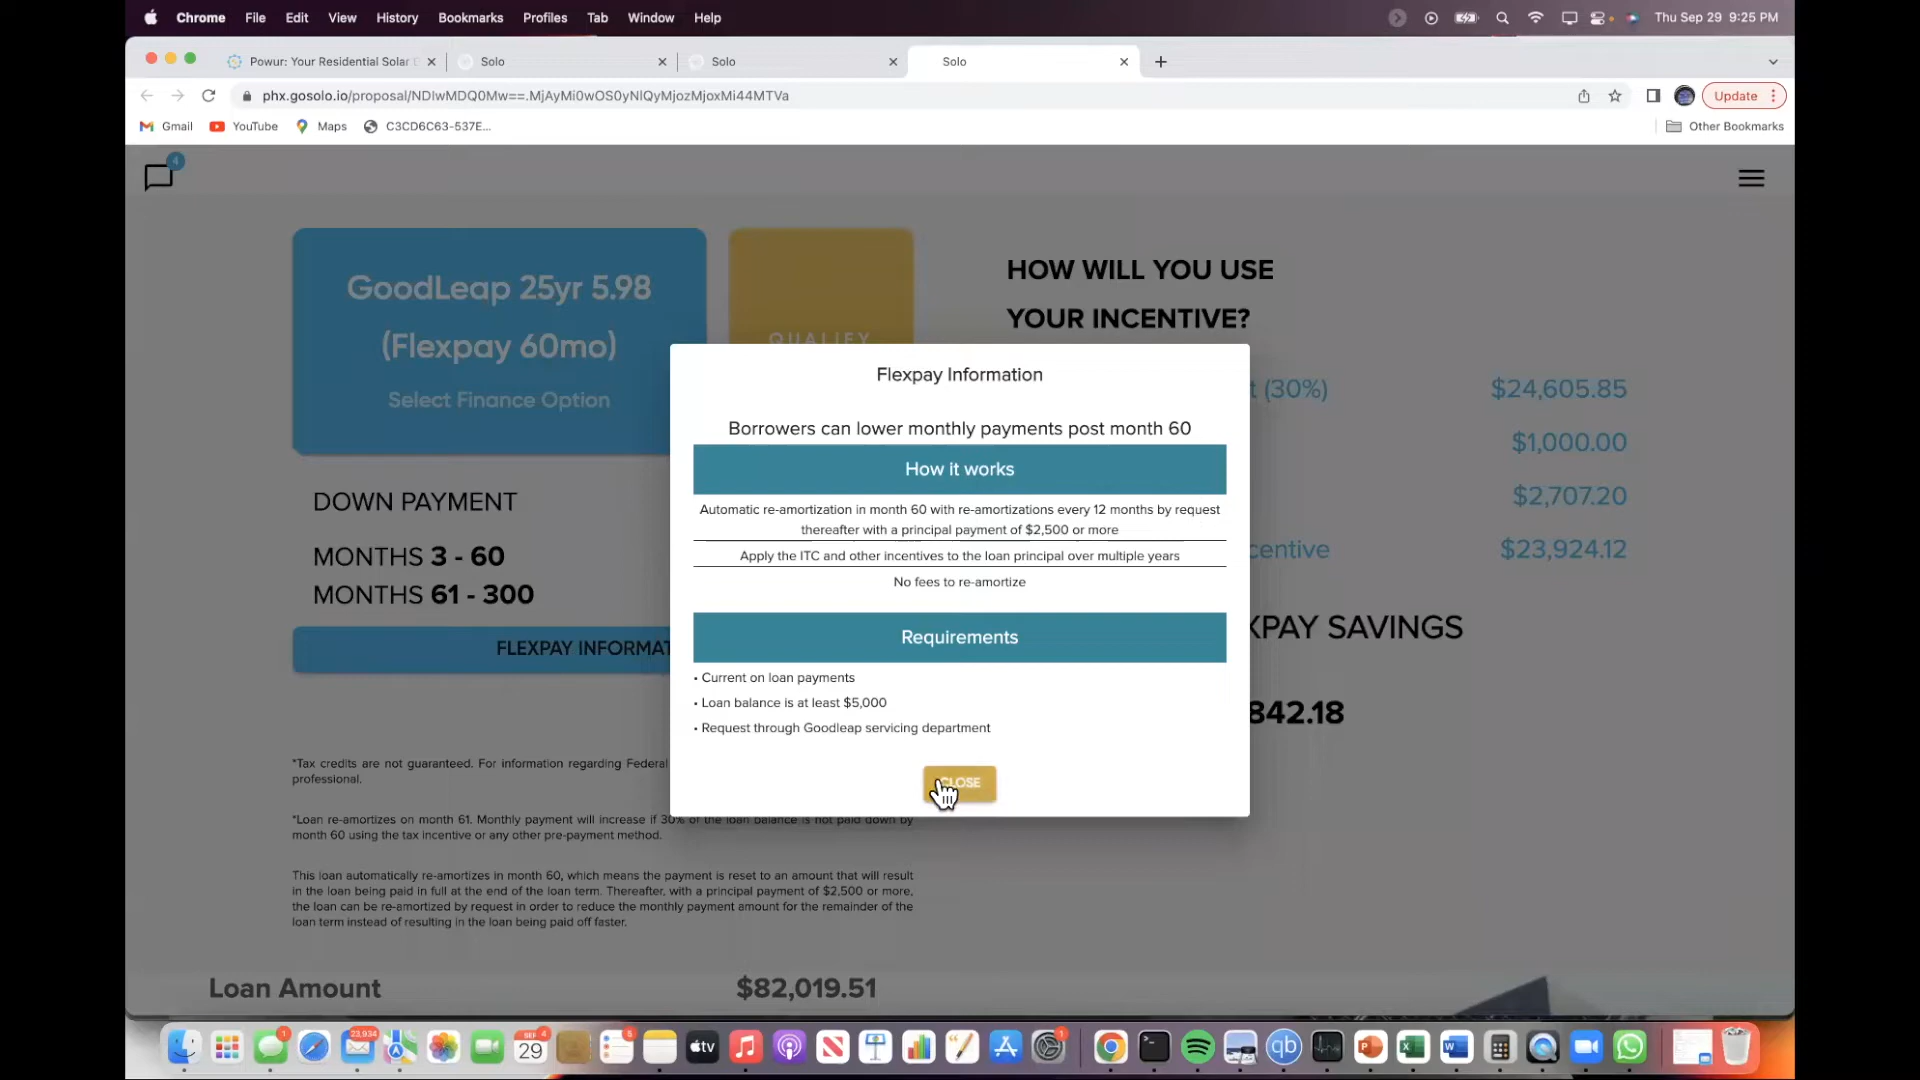 Chrome File Edit View History Bookmarks Profiles Tab Window Help Thu Sep 29 9:25 PM
Powur: Your Residential Solar Solo Solo Solo
phx.gosolo.io/proposal/NDIwMDQ0Mw==.MjAyMi0wOS0yNlQyMjozMjoxMi44MTVa Update
Gmail YouTube Maps C3CD6C63-537E... Other Bookmarks
4
GoodLeap 25yr 5.98
(Flexpay 60mo)
Select Finance Option
QUALIFY
HOW WILL YOU USE
YOUR INCENTIVE?
(30%) $24,605.85
$1,000.00
$2,707.20
$23,924.12
DOWN PAYMENT
MONTHS 3 - 60
MONTHS 61 - 300
FLEXPAY
SAVINGS
842.18
Flexpay Information
Borrowers can lower monthly payments post month 60
How it works
Automatic re-amortization in month 60 with re-amortizations every 12 months by request
thereafter with a principal payment of $2,500 or more
Apply the ITC and other incentives to the loan principal over multiple years
No fees to re-amortize
Requirements
• Current on loan payments
• Loan balance is at least $5,000
• Request through Goodleap servicing department
CLOSE
*Tax credits are not guaranteed. For information regarding Federal
professional.
*Loan re-amortizes on month 61. Monthly payment will increase if 30% of the loan balance is not paid down by
month 60 using the tax incentive or any other pre-payment method.
This loan automatically re-amortizes in month 60, which means the payment is reset to an amount that will result
in the loan being paid in full at the end of the loan term. Thereafter, with a principal payment of $2,500 or more,
the loan can be re-amortized by request in order to reduce the monthly payment amount for the remainder of the
loan term instead of resulting in the loan being paid off faster.
Loan Amount $82,019.51
1 23,934 SEP 29 4 5 tv 1 qb P X W